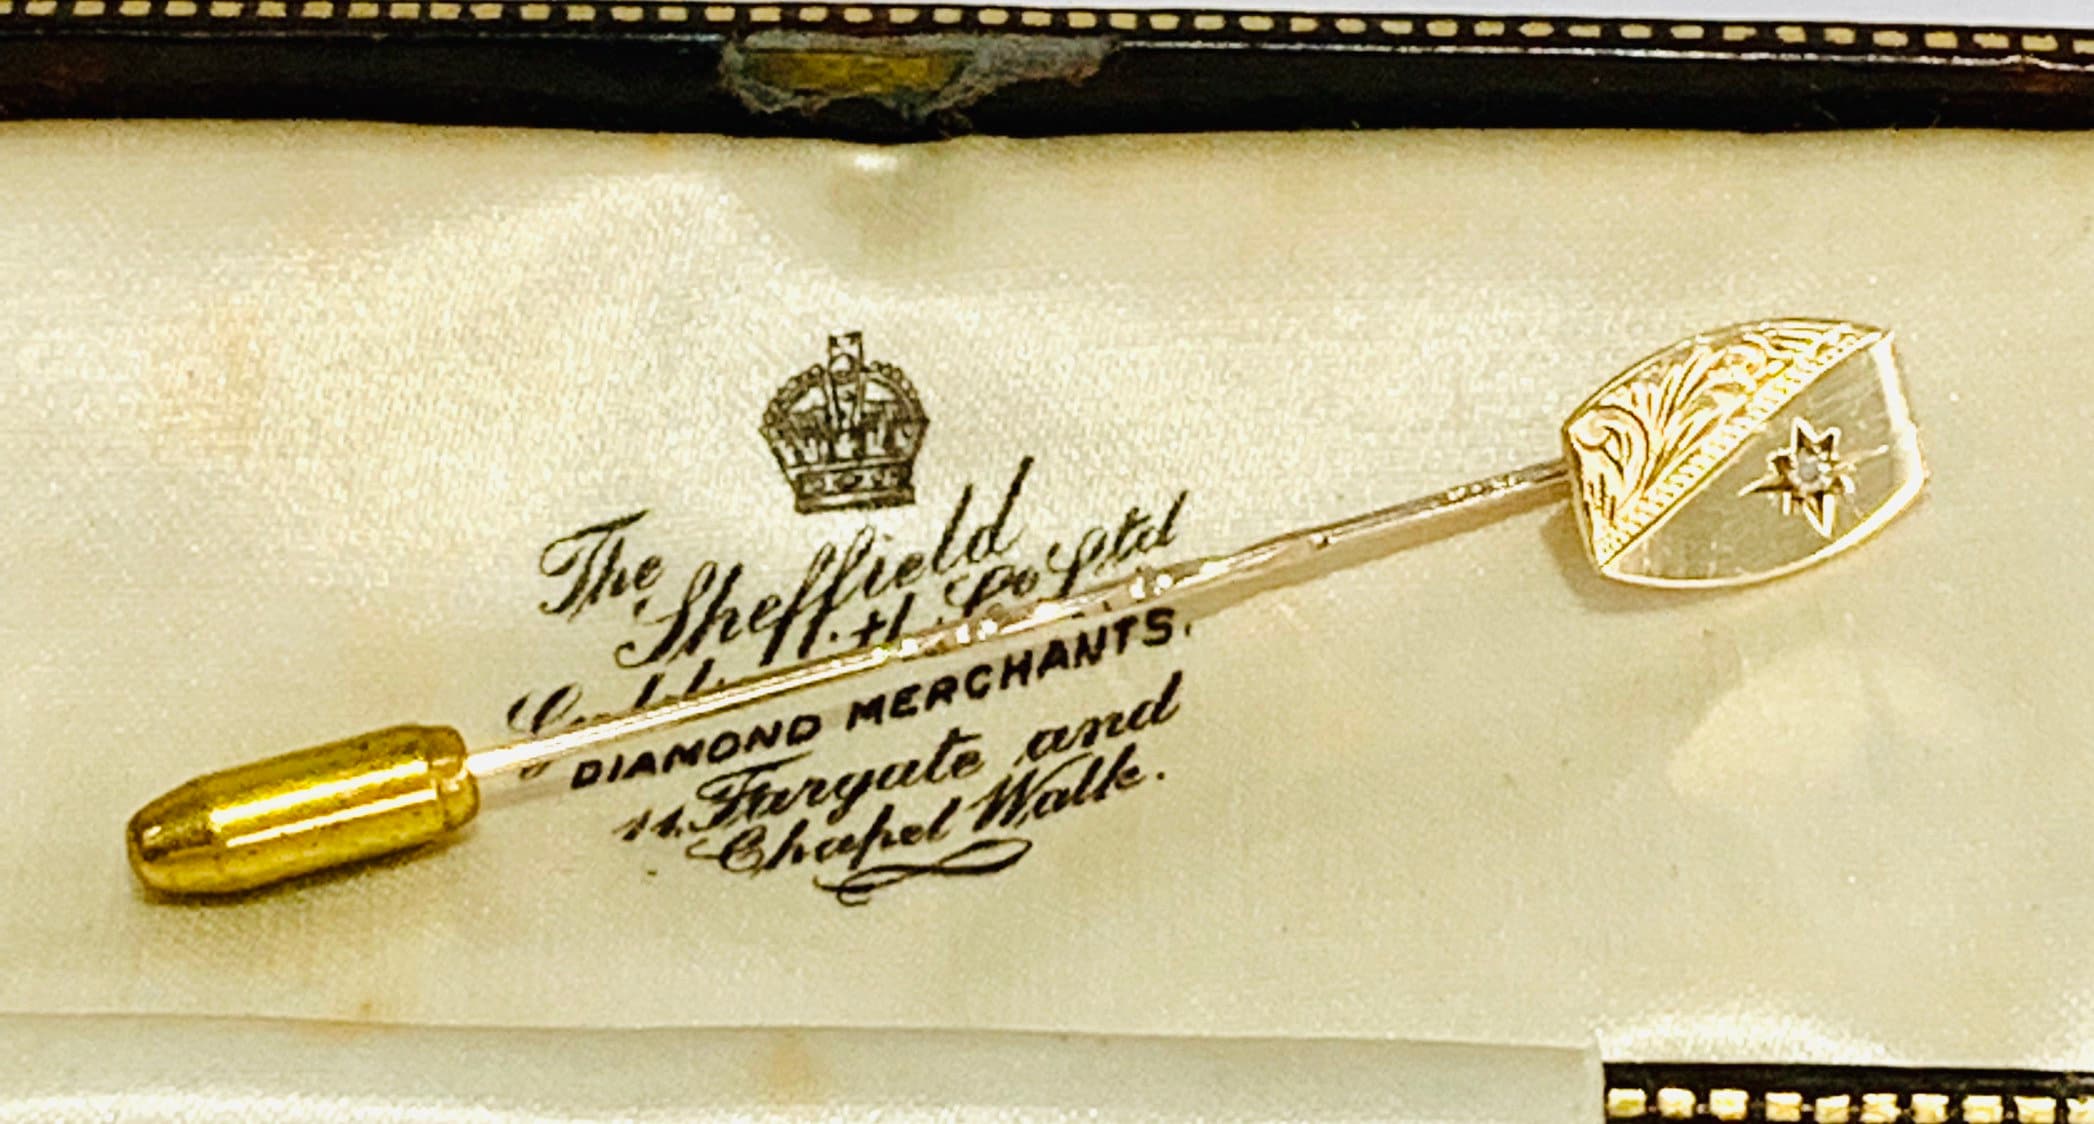 The
Sheffield
Co Ltd
DIAMOND MERCHANTS.
Fargate and
Chapel Walk.